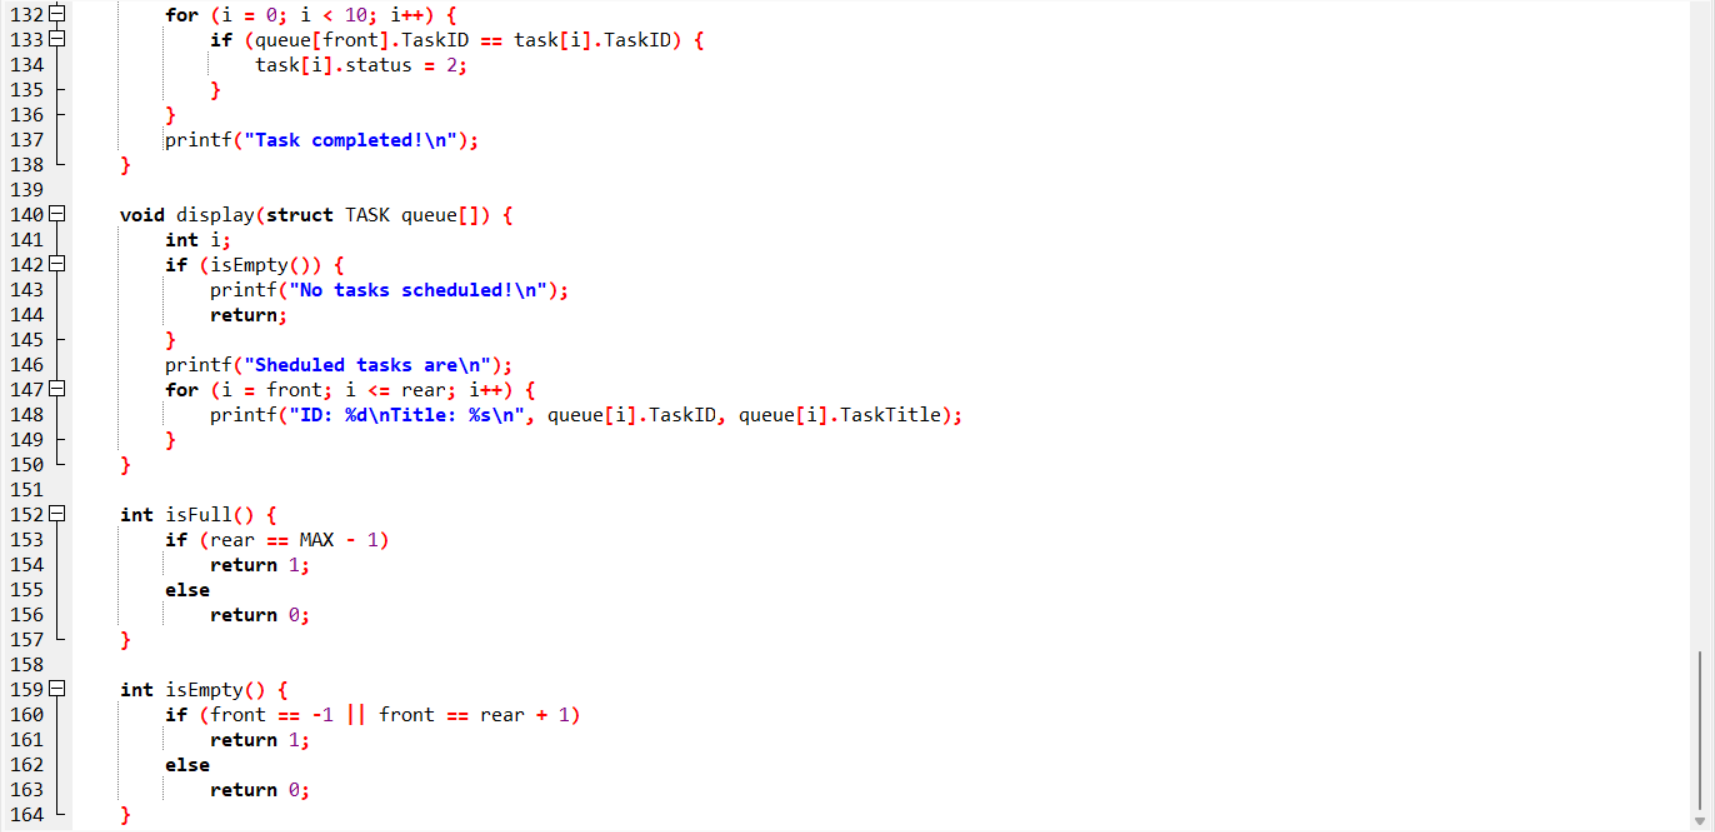 132 for (i = 0; i < 10; i++) {
133 if (queue[front].TaskID == task[i].TaskID) {
134 task[i].status = 2;
135 }
136 }
137 printf("Task completed!\n");
138 }
139
140 void display(struct TASK queue[]) {
141 int i;
142 if (isEmpty()) {
143 printf("No tasks scheduled!\n");
144 return;
145 }
146 printf("Sheduled tasks are\n");
147 for (i = front; i <= rear; i++) {
148 printf("ID: %d\nTitle: %s\n", queue[i].TaskID, queue[i].TaskTitle);
149 }
150 }
151
152 int isFull() {
153 if (rear == MAX - 1)
154 return 1;
155 else
156 return 0;
157 }
158
159 int isEmpty() {
160 if (front == -1 || front == rear + 1)
161 return 1;
162 else
163 return 0;
164 }